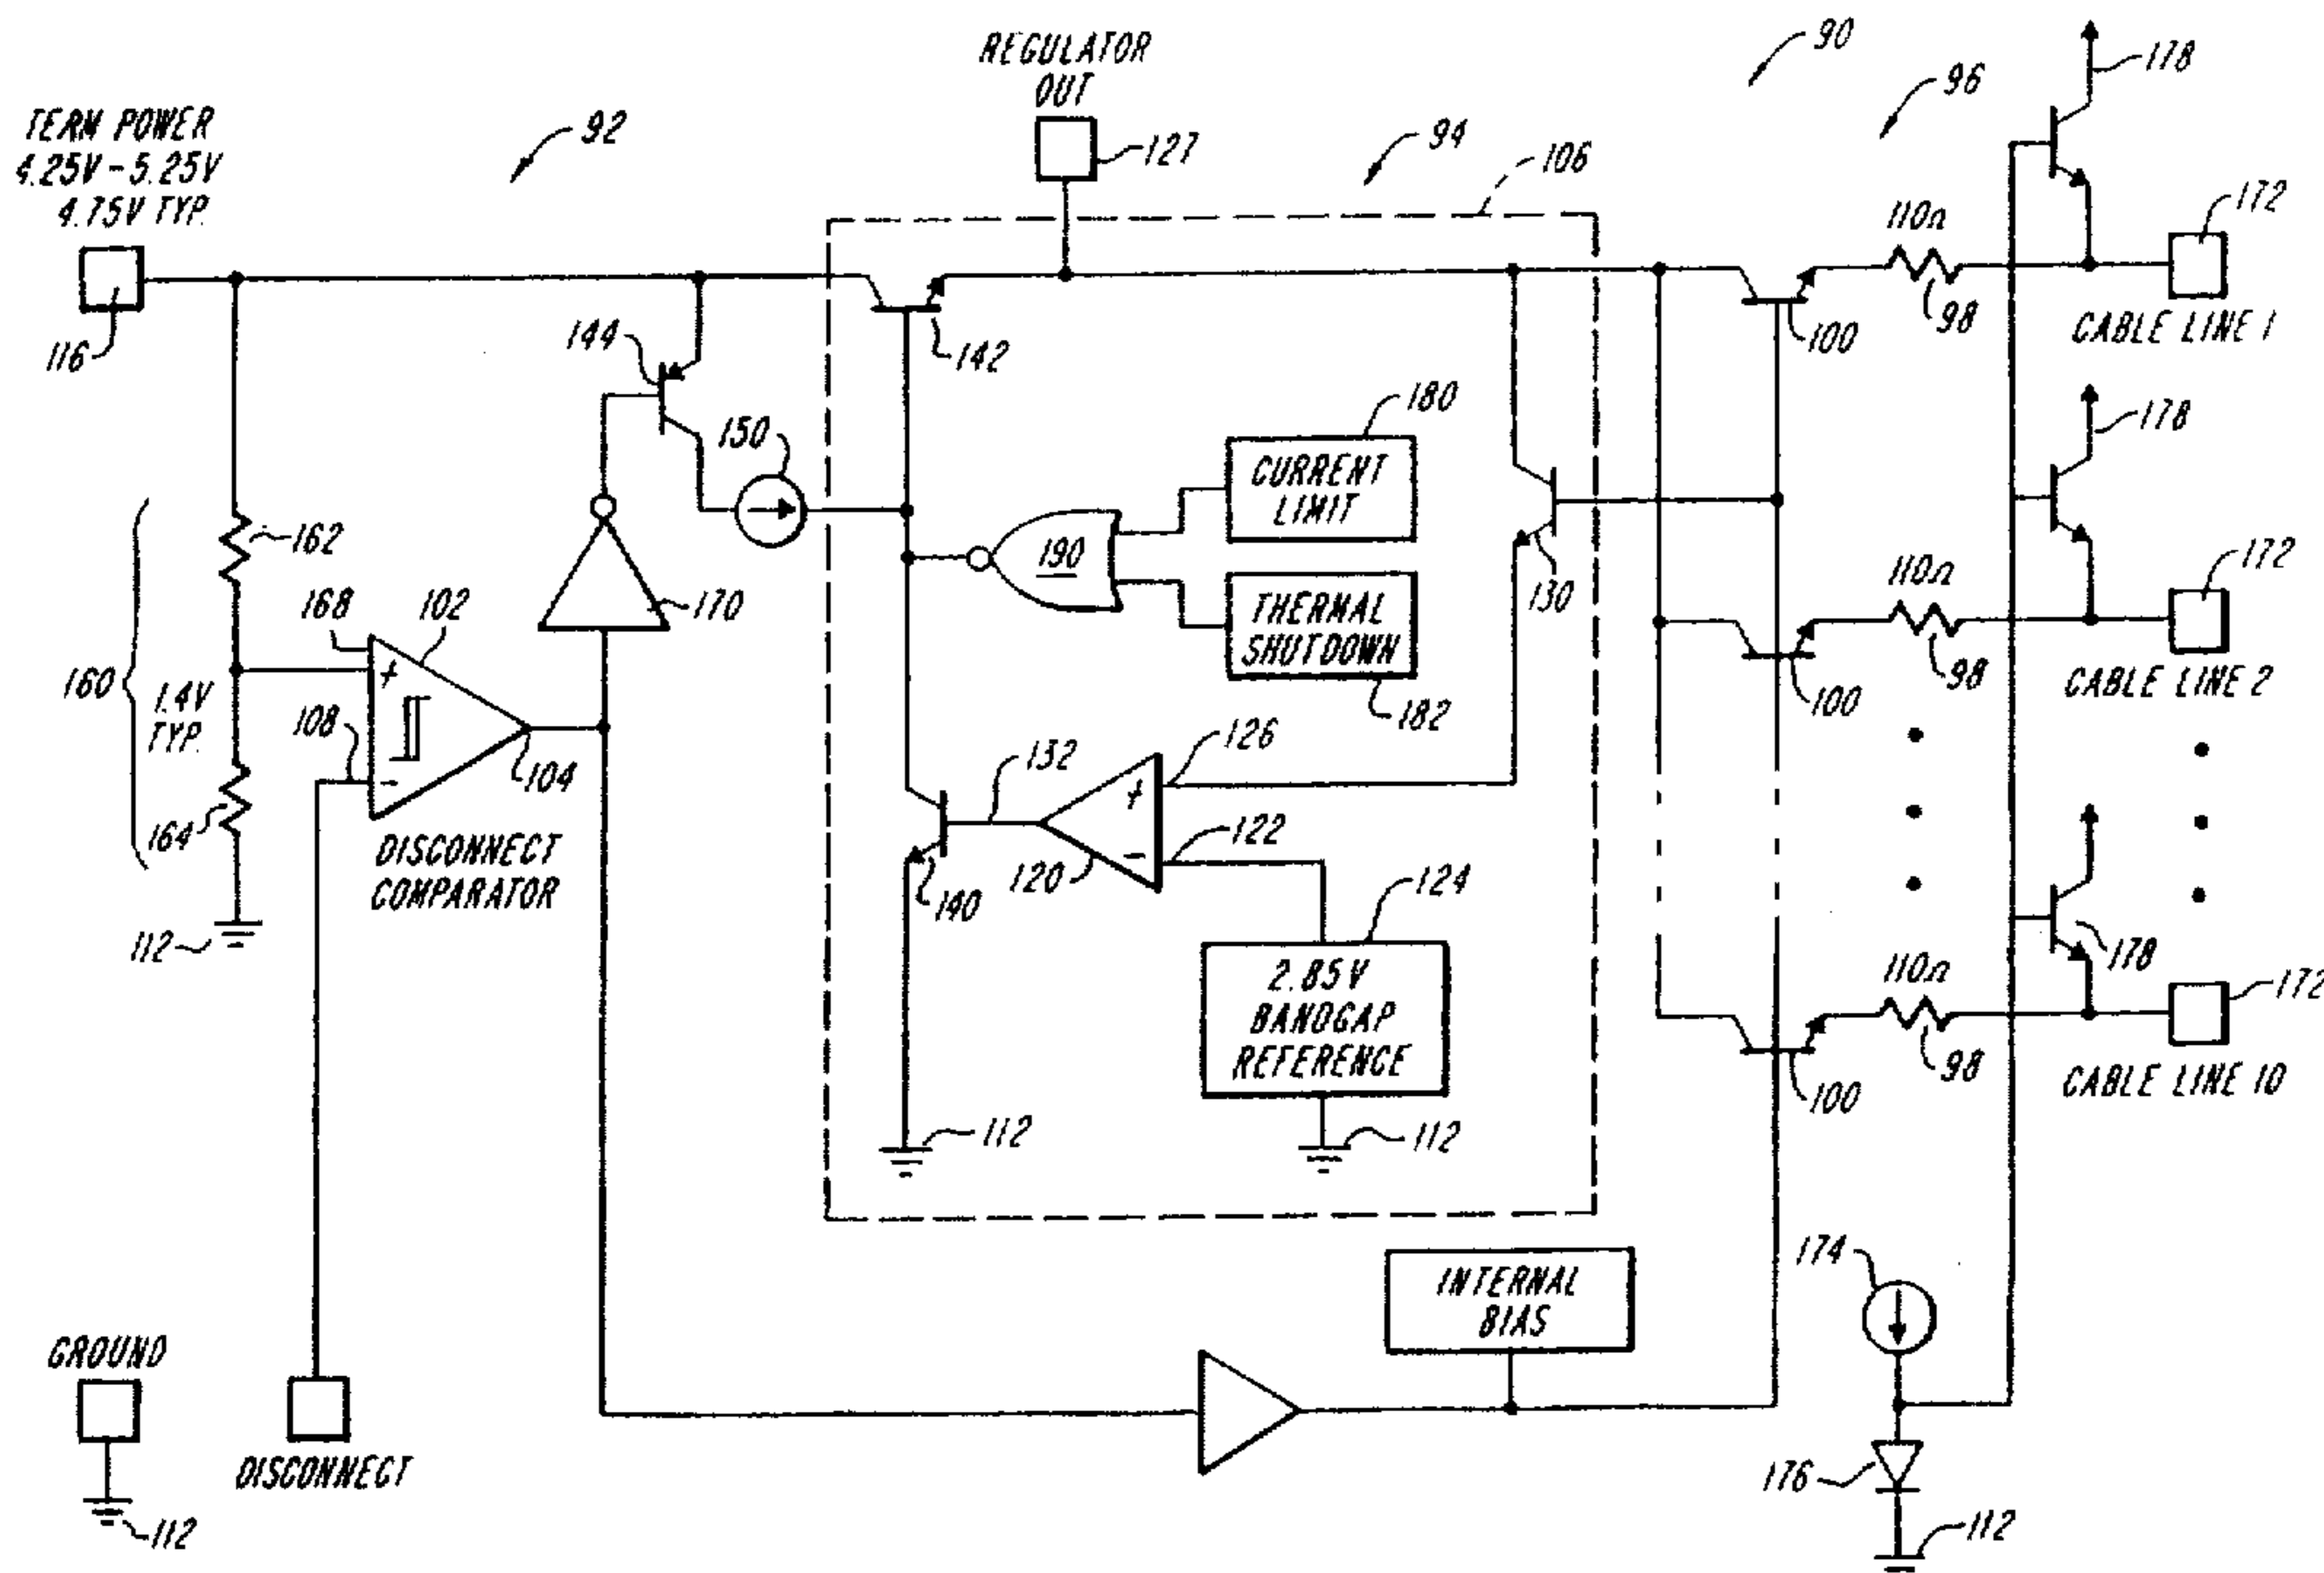 REGULATOR
OUT
90
178
96
TERM POWER
4.25V-5.25V
4.75V TYP.
92
127
94
106
110Ω
172
116
144
142
98
100
CABLE LINE 1
180
178
150
CURRENT
LIMIT
162
190
130
110Ω
172
168
102
170
THERMAL
SHUTDOWN
98
CABLE LINE 2
100
160
1.4V
TYP.
108
+
-
104
182
126
132
+
-
122
164
DISCONNECT
COMPARATOR
120
124
140
112
2.85V
BANDGAP
REFERENCE
178
110Ω
172
98
100
CABLE LINE 10
112
112
174
INTERNAL
BIAS
GROUND
DISCONNECT
176
112
112